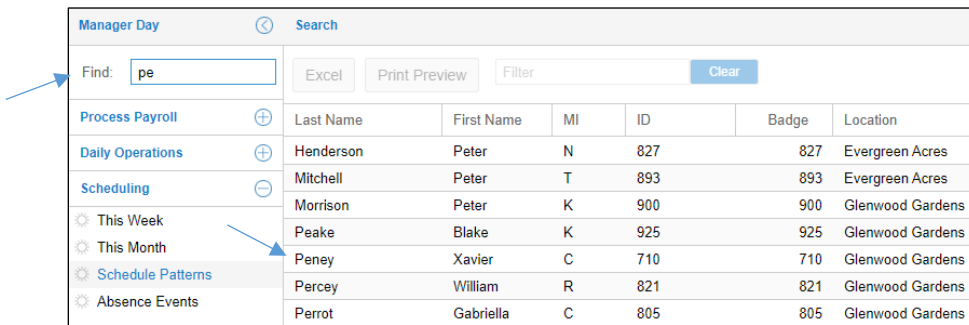 Manager Day
Search
Find: pe
Excel Print Preview Filter Clear
Process Payroll
Daily Operations
Scheduling
This Week
This Month
Schedule Patterns
Absence Events
Last Name First Name MI ID Badge Location
Henderson Peter N 827 827 Evergreen Acres
Mitchell Peter T 893 893 Evergreen Acres
Morrison Peter K 900 900 Glenwood Gardens
Peake Blake K 925 925 Glenwood Gardens
Peney Xavier C 710 710 Glenwood Gardens
Percey William R 821 821 Glenwood Gardens
Perrot Gabriella C 805 805 Glenwood Gardens